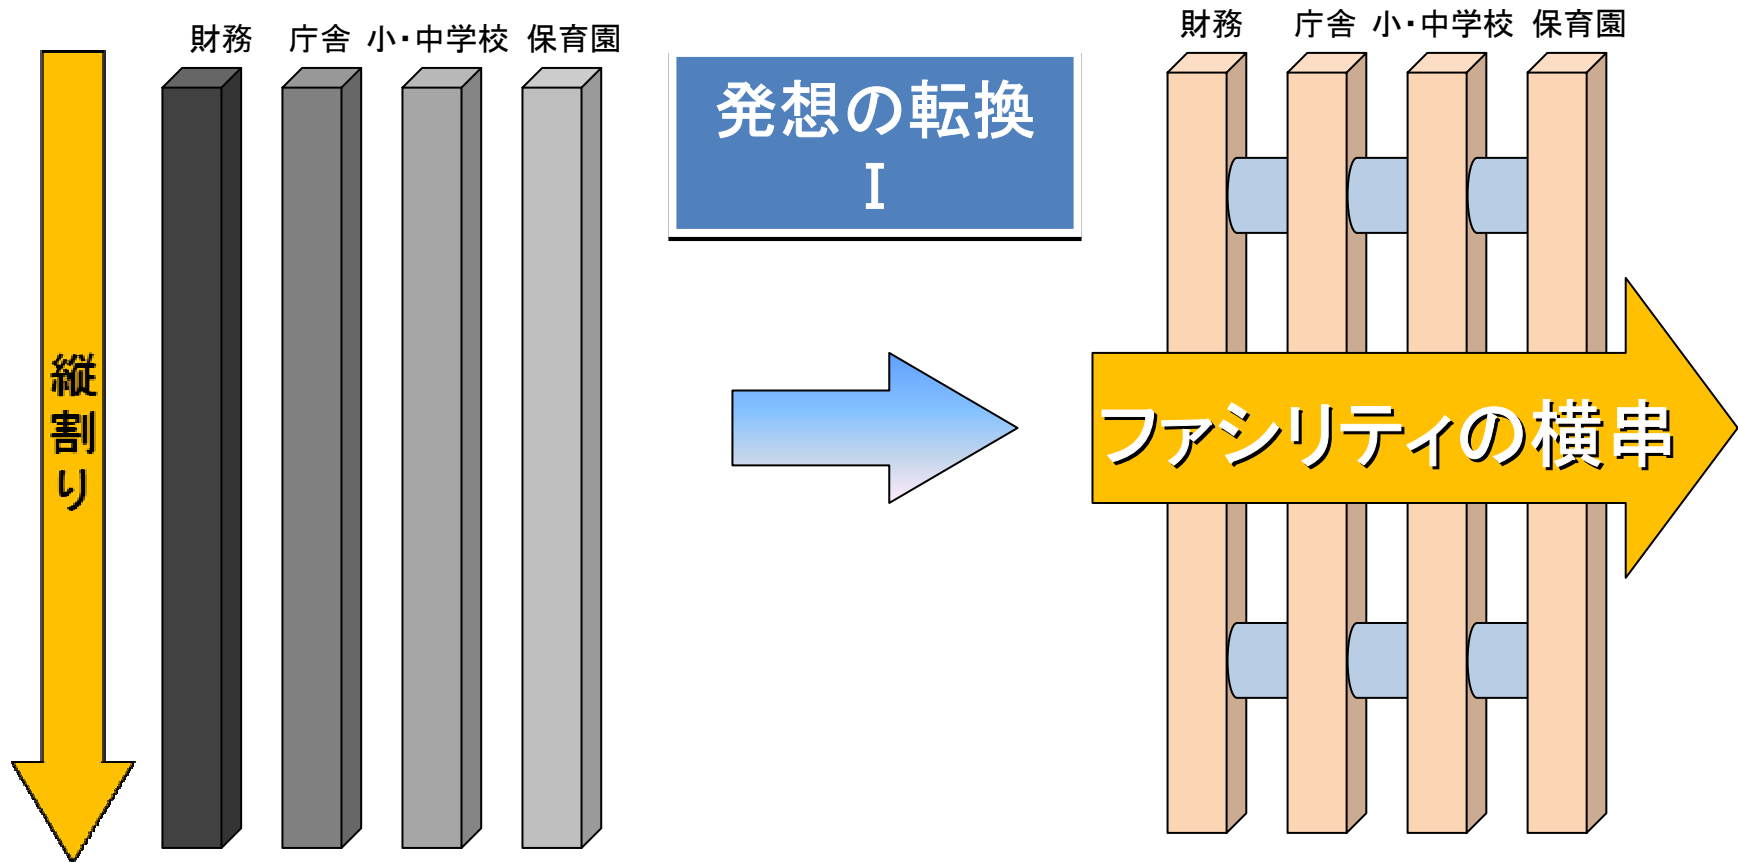 財務 庁舎 小・中学校 保育園
縦割り
発想の転換
Ⅰ
財務 庁舎 小・中学校 保育園
ファシリティの横串